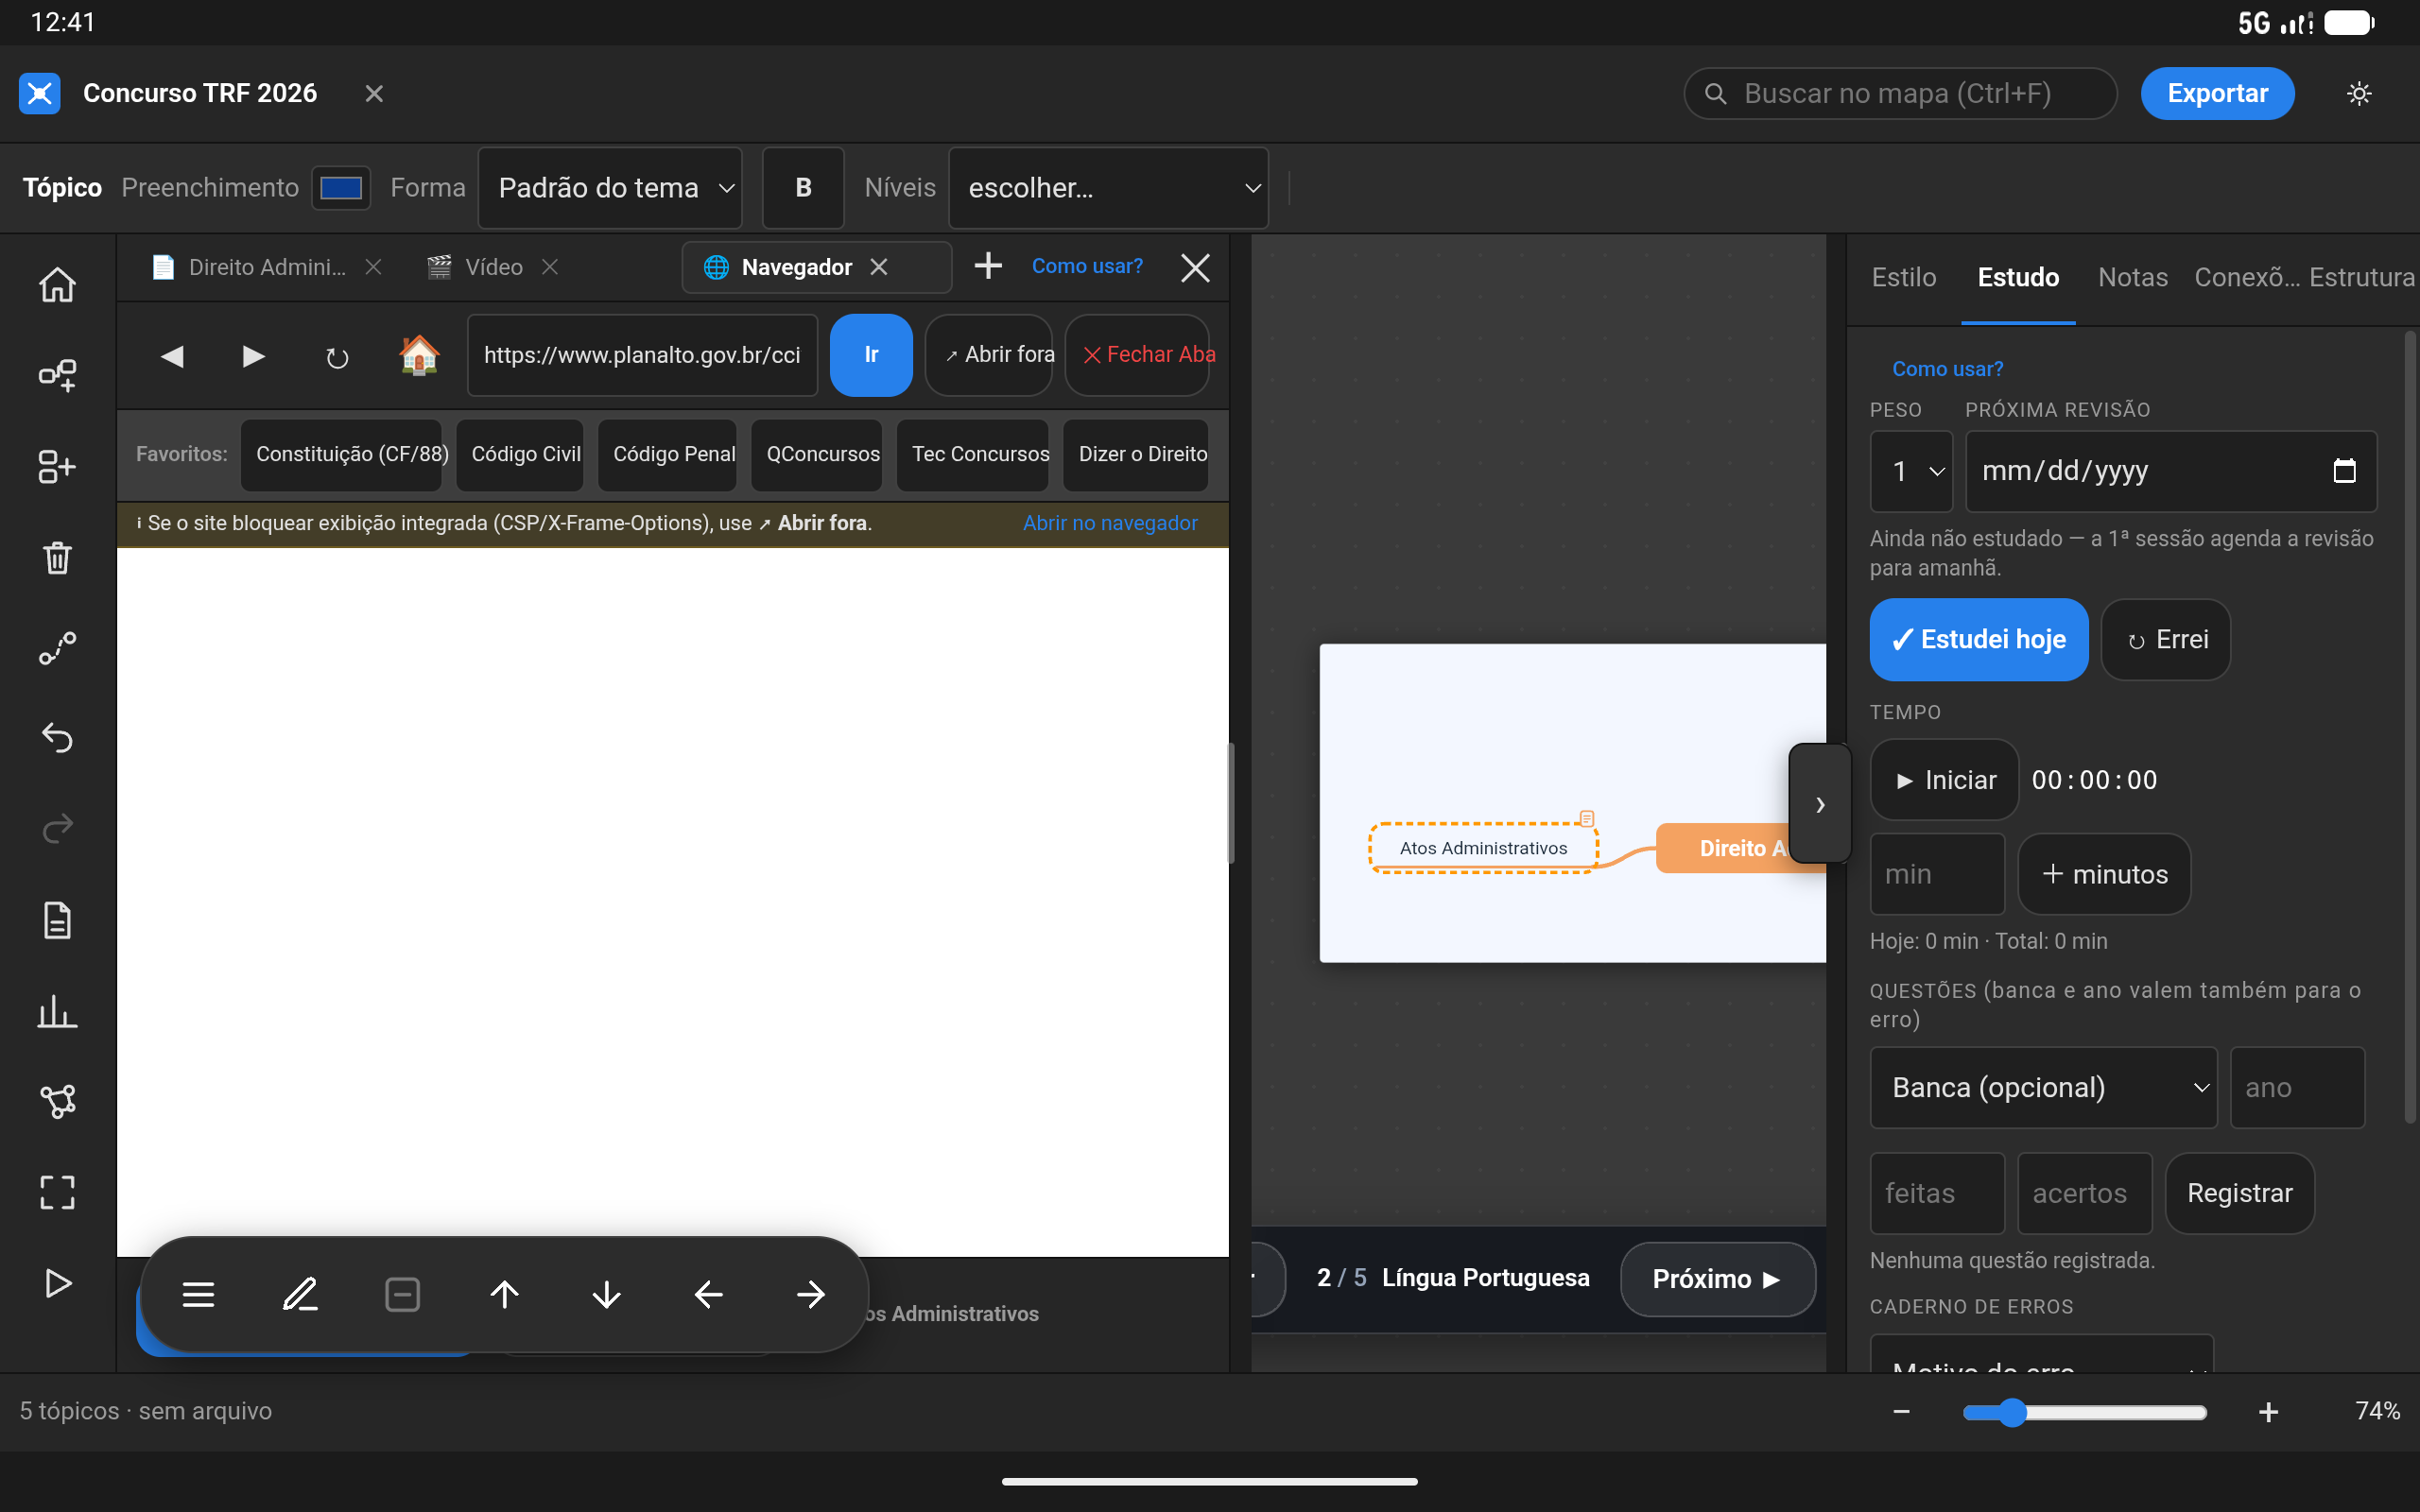 12:41
5G
Concurso TRF 2026
Buscar no mapa (Ctrl+F)
Exportar
Tópico
Preenchimento
Forma
Padrão do tema
B
Níveis
escolher...
Direito Admini...
Vídeo
Navegador
Como usar?
https://www.planalto.gov.br/cci
Ir
Abrir fora
Fechar Aba
Favoritos:
Constituição (CF/88)
Código Civil
Código Penal
QConcursos
Tec Concursos
Dizer o Direito
Se o site bloquear exibição integrada (CSP/X-Frame-Options), use ↗ Abrir fora.
Abrir no navegador
os Administrativos
Atos Administrativos
Direito A
2 / 5 Língua Portuguesa
Próximo ▶
Estilo
Estudo
Notas
Conexõ...
Estrutura
Como usar?
PESO
PRÓXIMA REVISÃO
1
mm/dd/yyyy
Ainda não estudado — a 1ª sessão agenda a revisão
para amanhã.
✓ Estudei hoje
↻ Errei
TEMPO
▶ Iniciar
00:00:00
min
+ minutos
Hoje: 0 min · Total: 0 min
QUESTÕES (banca e ano valem também para o
erro)
Banca (opcional)
ano
feitas
acertos
Registrar
Nenhuma questão registrada.
CADERNO DE ERROS
Motivo do erro
5 tópicos · sem arquivo
74%